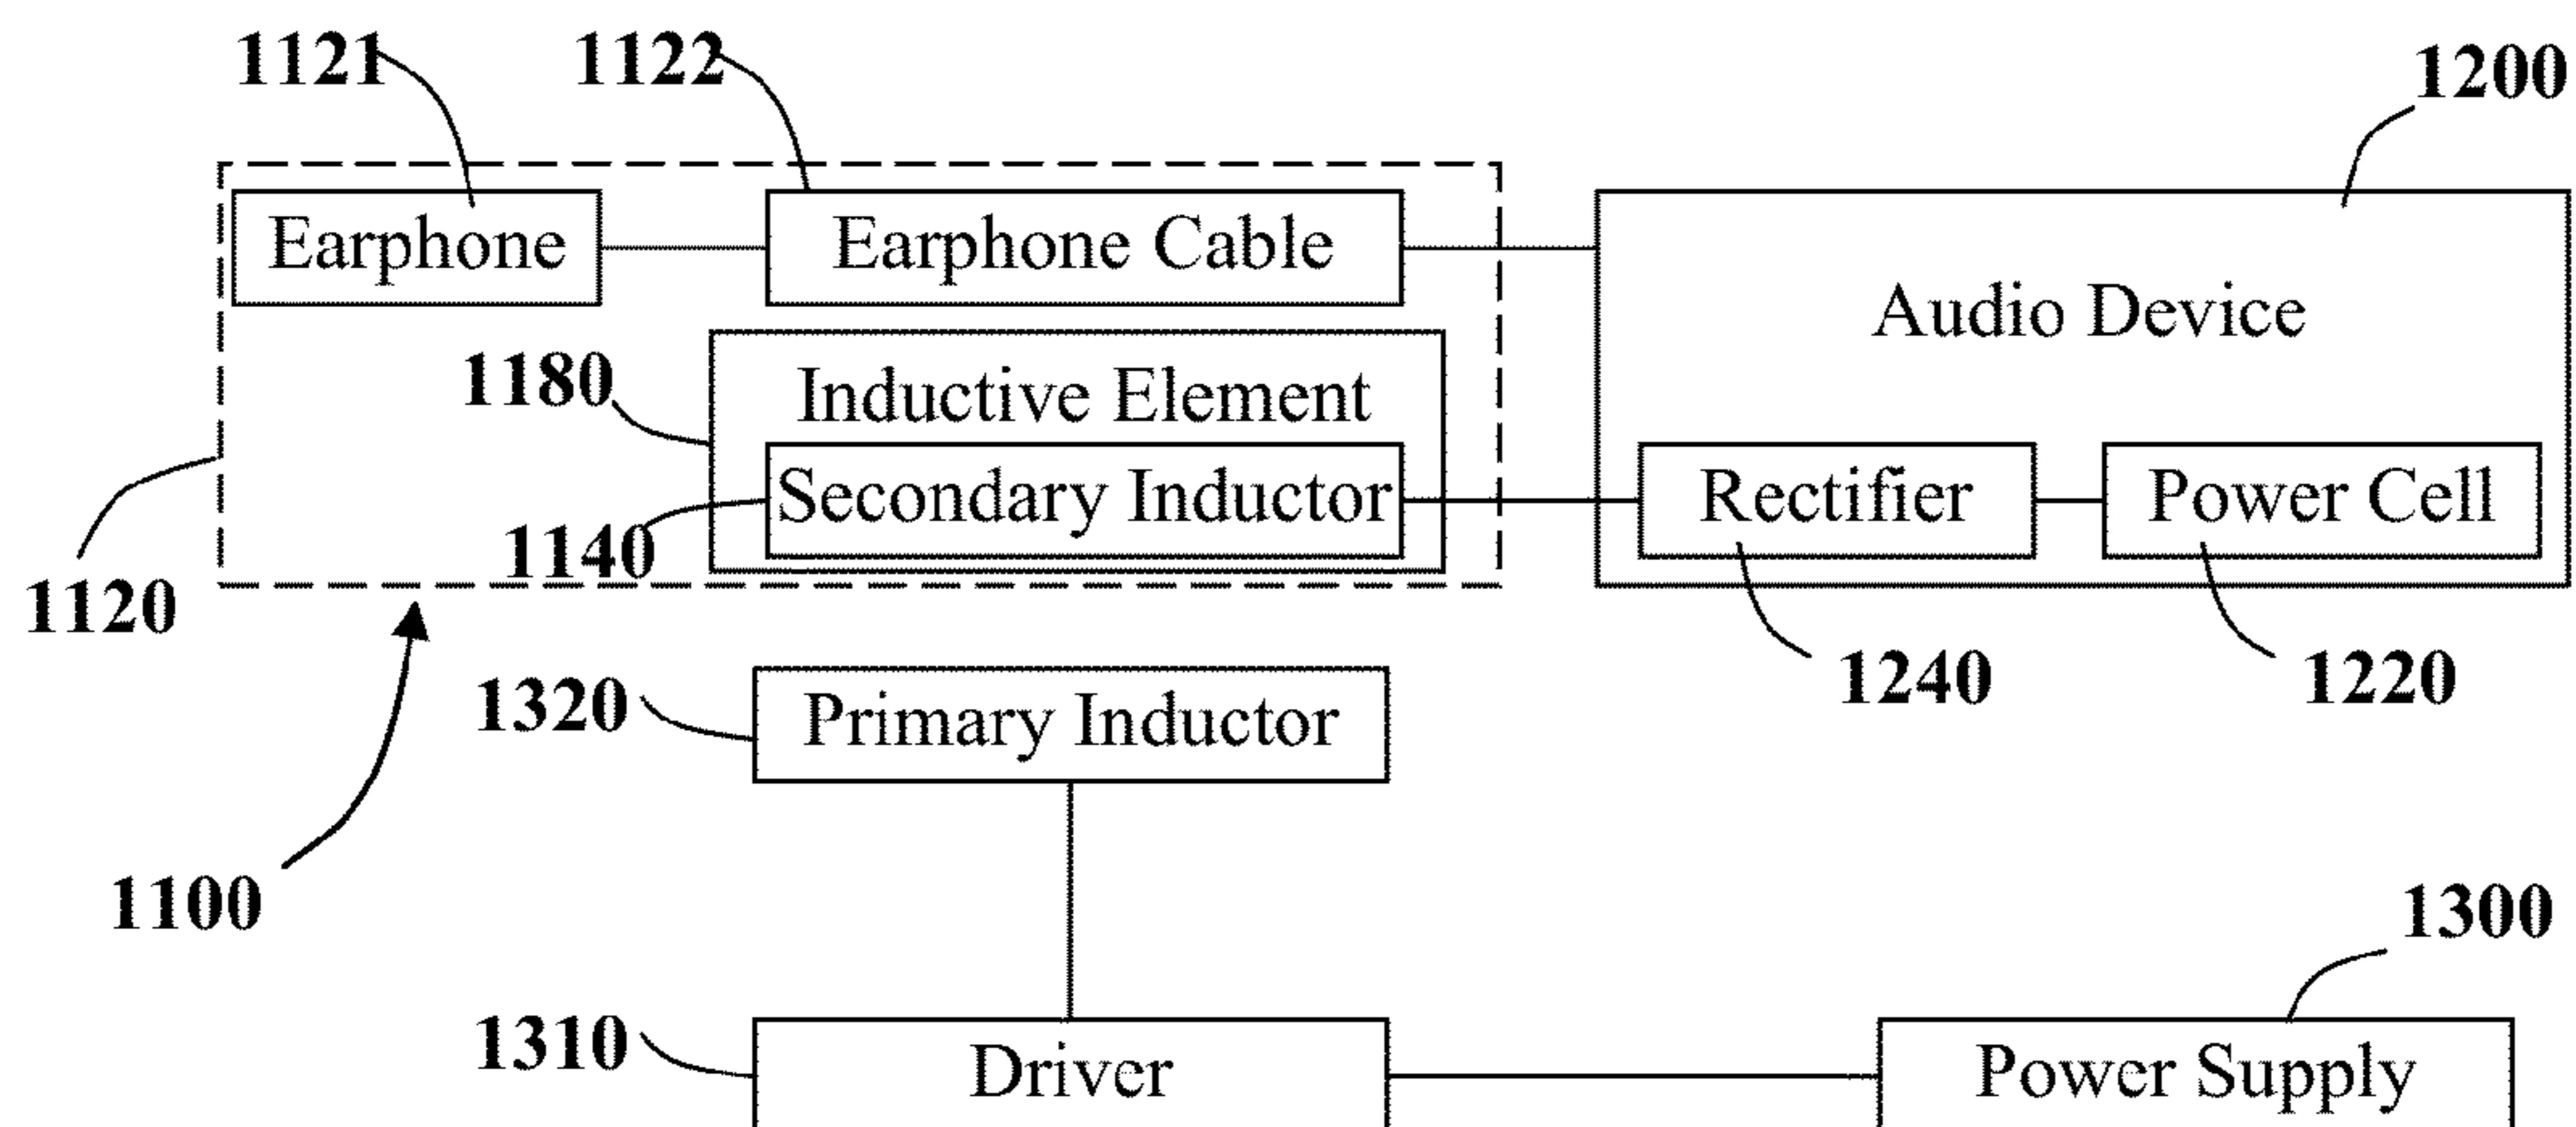 1121
1122
1200
Earphone
Earphone Cable
Audio Device
1180
Inductive Element
Secondary Inductor
Rectifier
Power Cell
1140
1120
1320
Primary Inductor
1240
1220
1100
1300
1310
Driver
Power Supply